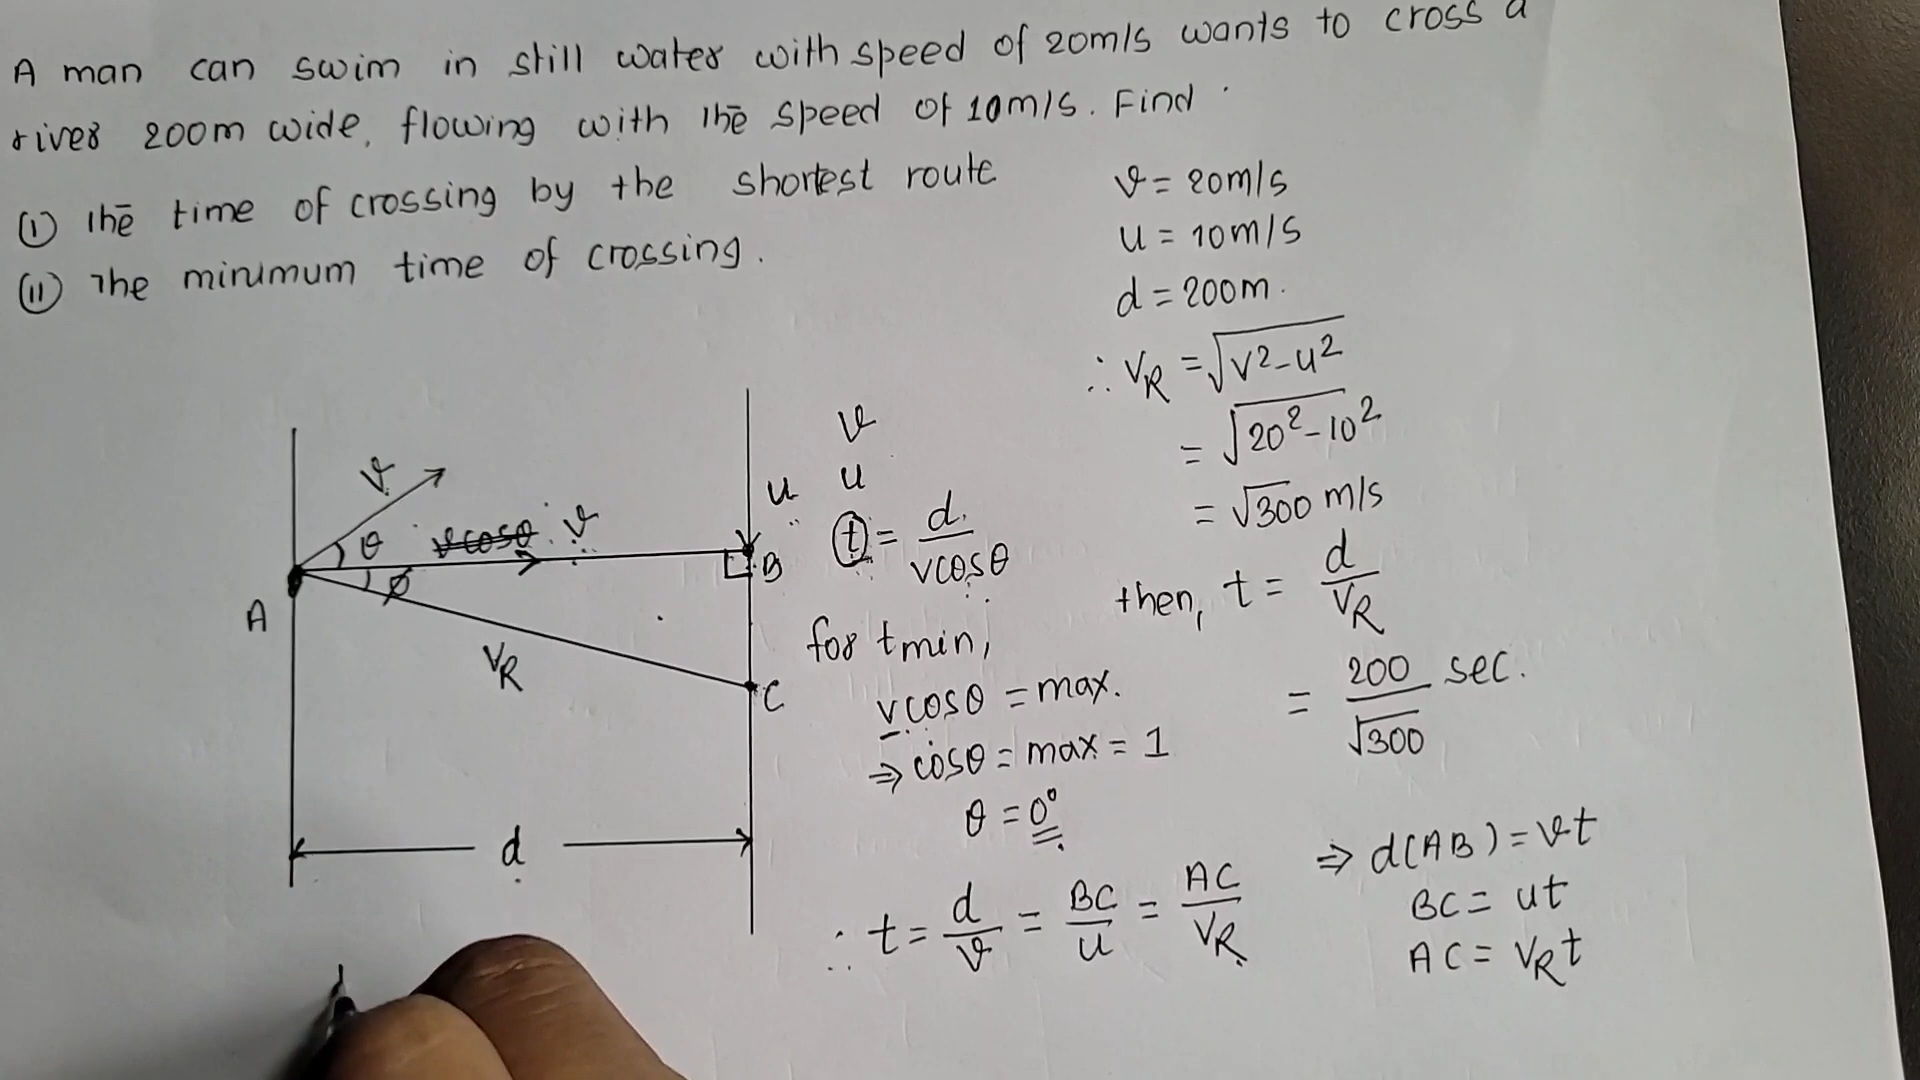 A man can swim in still water with speed of 20m/s wants to cross a
river 200m wide, flowing with the speed of 10m/s. Find
(i) The time of crossing by the shortest route
(ii) The minimum time of crossing.
v = 20m/s
u = 10m/s
d = 200m.
∴ VR = √v²-u²
= √20²-10²
= √300 m/s
then, t = d/VR
= 200/√300 sec.
v
θ
vcosθ v
ϕ
A
B
C
u
VR
d
v
u
t = d/vcosθ
for tmin,
vcosθ = max.
⇒ cosθ = max = 1
θ = 0°
∴ t = d/v = BC/u = AC/VR
⇒ d(AB) = vt
BC = ut
AC = VRt